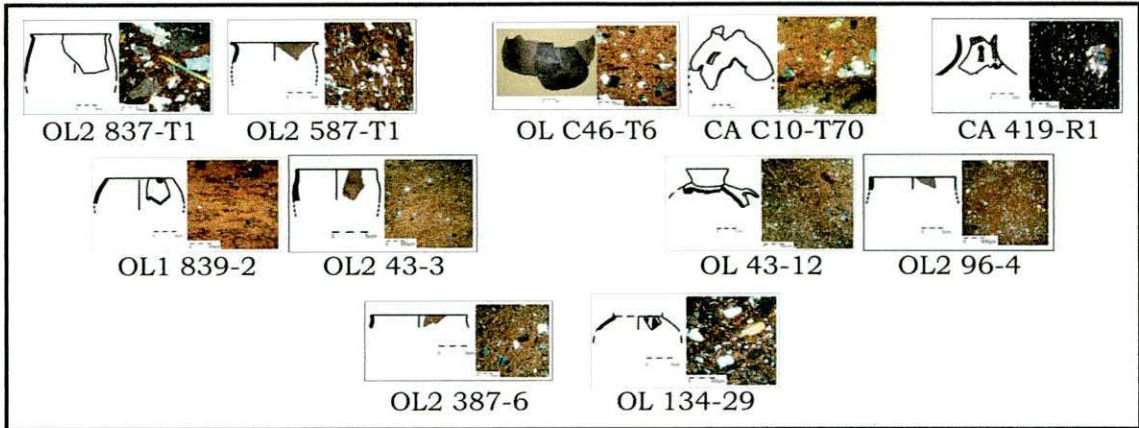 OL2 837-T1 OL2 587-T1 OL C46-T6 CA C10-T70 CA 419-R1
OL1 839-2 OL2 43-3 OL 43-12 OL2 96-4
OL2 387-6 OL 134-29